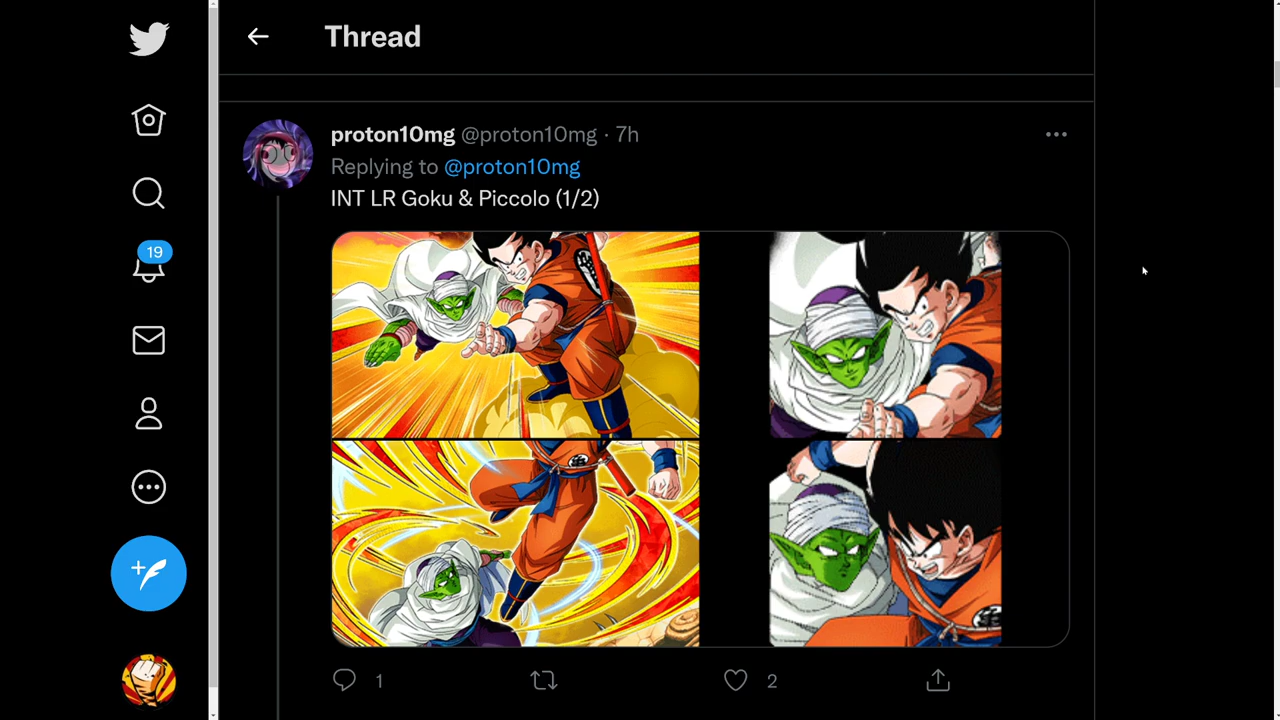 Thread
proton10mg @proton10mg · 7h
Replying to @proton10mg
INT LR Goku & Piccolo (1/2)
19
1
2